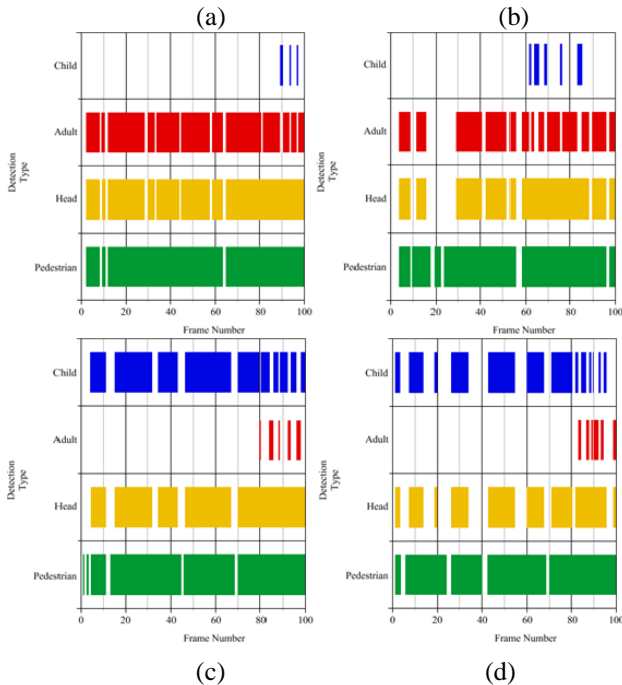 (a)
(b)
Child
Adult
Head
Pedestrian
Detection
Type
0 20 40 60 80 100
Frame Number
Child
Adult
Head
Pedestrian
Detection
Type
0 20 40 60 80 100
Frame Number
Child
Adult
Head
Pedestrian
Detection
Type
0 20 40 60 80 100
Frame Number
Child
Adult
Head
Pedestrian
Detection
Type
0 20 40 60 80 100
Frame Number
(c)
(d)